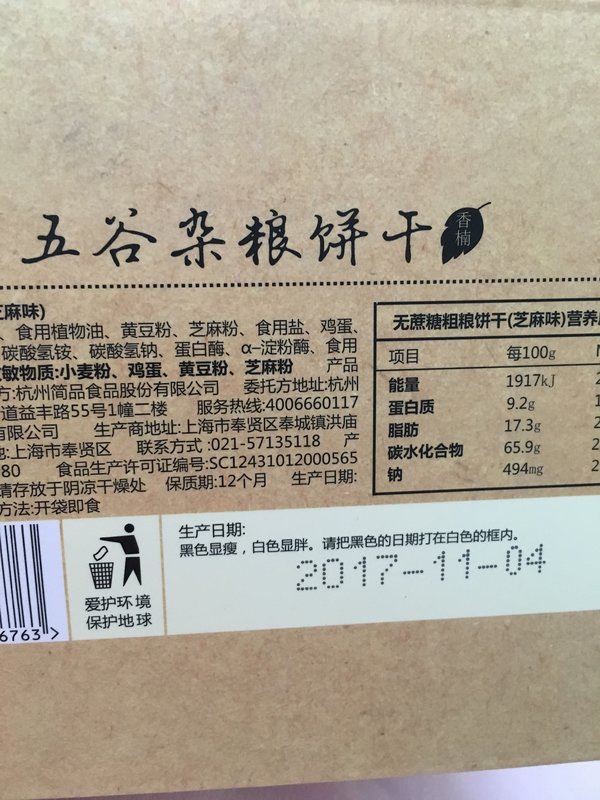 五谷杂粮饼干
香楠
芝麻味)
、食用植物油、黄豆粉、芝麻粉、食用盐、鸡蛋、
碳酸氢铵、碳酸氢钠、蛋白酶、α-淀粉酶、食用
敏物质:小麦粉、鸡蛋、黄豆粉、芝麻粉 产品
方:杭州简品食品股份有限公司 委托方地址:杭州
道益丰路55号1幢二楼 服务热线:4006660117
有限公司 生产商地址:上海市奉贤区奉城镇洪庙
地:上海市奉贤区 联系方式:021-57135118 产
80 食品生产许可证编号:SC12431012000565
请存放于阴凉干燥处 保质期:12个月 生产日期:
方法:开袋即食
无蔗糖粗粮饼干(芝麻味)营养
项目 每100g
能量 1917kJ
蛋白质 9.2g
脂肪 17.3g
碳水化合物 65.9g
钠 494mg
6763>
爱护环境
保护地球
生产日期:
黑色显瘦，白色显胖。请把黑色的日期打在白色的框内。
2017-11-04